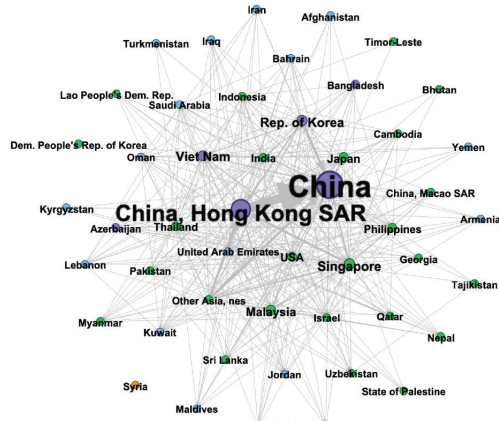 Iran
Afghanistan
Turkmenistan
Iraq
Timor-Leste
Bahrain
Bangladesh
Bhutan
Lao People's Dem. Rep.
Saudi Arabia
Indonesia
Rep. of Korea
Cambodia
Dem. People's Rep. of Korea
Oman
Viet Nam
India
Japan
Yemen
China
China, Macao SAR
Kyrgyzstan
China, Hong Kong SAR
Armenia
Azerbaijan
Thailand
Philippines
United Arab Emirates
USA
Georgia
Lebanon
Pakistan
Singapore
Tajikistan
Other Asia, nes
Malaysia
Israel
Qatar
Myanmar
Kuwait
Nepal
Sri Lanka
Jordan
Uzbekistan
Syria
State of Palestine
Maldives